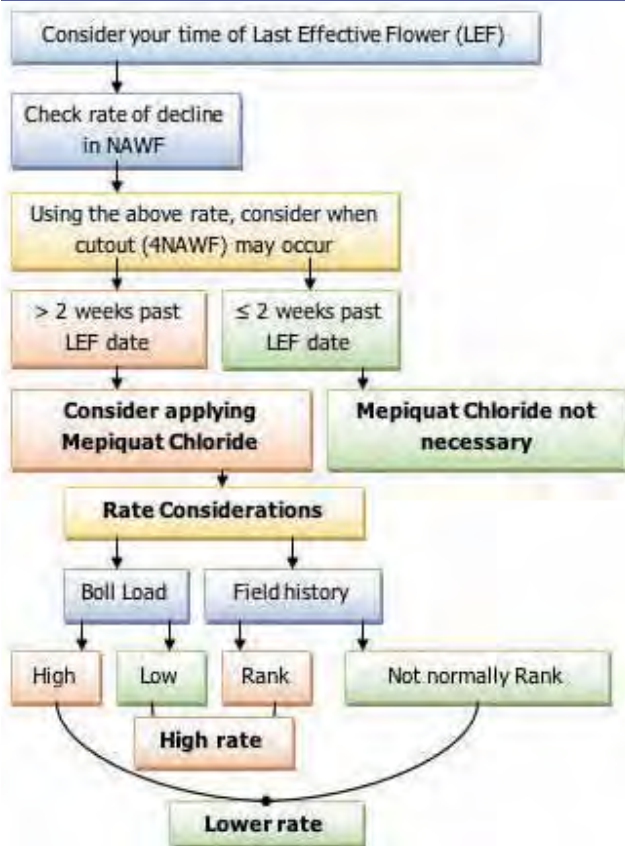 Consider your time of Last Effective Flower (LEF)
Check rate of decline
in NAWF
Using the above rate, consider when
cutout (4NAWF) may occur
> 2 weeks past
LEF date
≤ 2 weeks past
LEF date
Consider applying
Mepiquat Chloride
Mepiquat Chloride not
necessary
Rate Considerations
Boll Load
Field history
High
Low
Rank
Not normally Rank
High rate
Lower rate